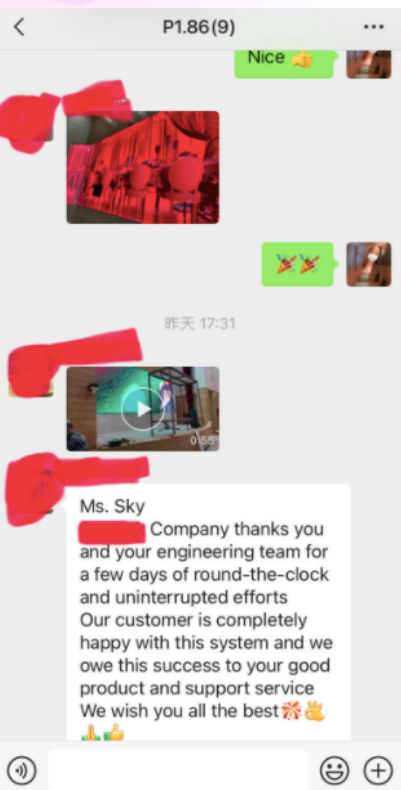 P1.86(9)
Nice 👍
🎉🎉
昨天 17:31
0:55
Ms. Sky
Company thanks you
and your engineering team for
a few days of round-the-clock
and uninterrupted efforts
Our customer is completely
happy with this system and we
owe this success to your good
product and support service
We wish you all the best🎊👌
🙏👍